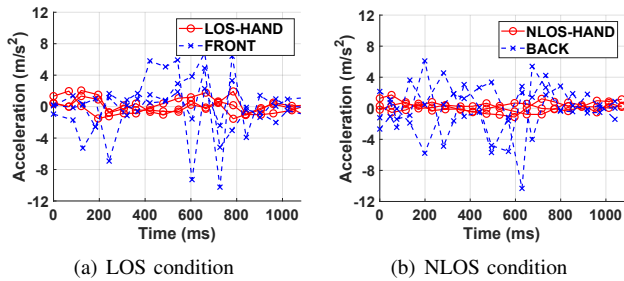 12
8
4
0
-4
-8
-12
Acceleration (m/s²)
LOS-HAND
FRONT
0 200 400 600 800 1000
Time (ms)
(a) LOS condition
12
8
4
0
-4
-8
-12
Acceleration (m/s²)
NLOS-HAND
BACK
0 200 400 600 800 1000
Time (ms)
(b) NLOS condition